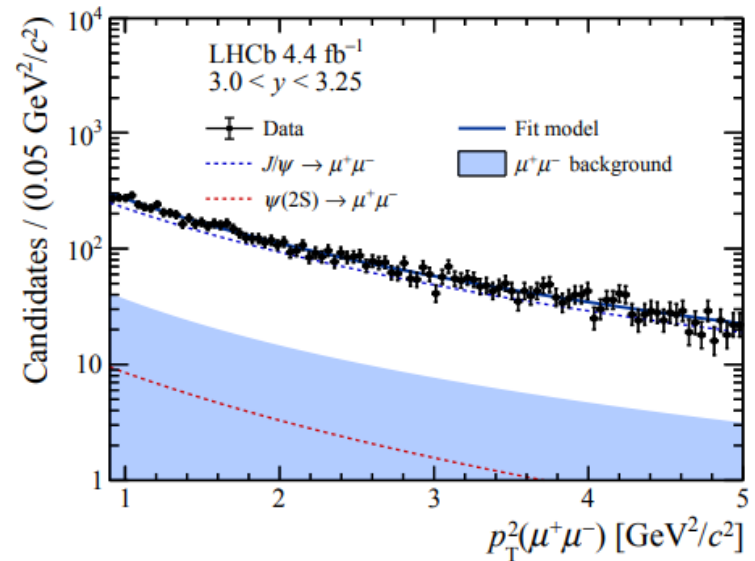 Candidates / (0.05 GeV²/c²)
10⁴
10³
10²
10
1
LHCb 4.4 fb⁻¹
3.0 < y < 3.25
Data
J/ψ → μ⁺μ⁻
ψ(2S) → μ⁺μ⁻
Fit model
μ⁺μ⁻ background
1 2 3 4 5
p_T²(μ⁺μ⁻) [GeV²/c²]